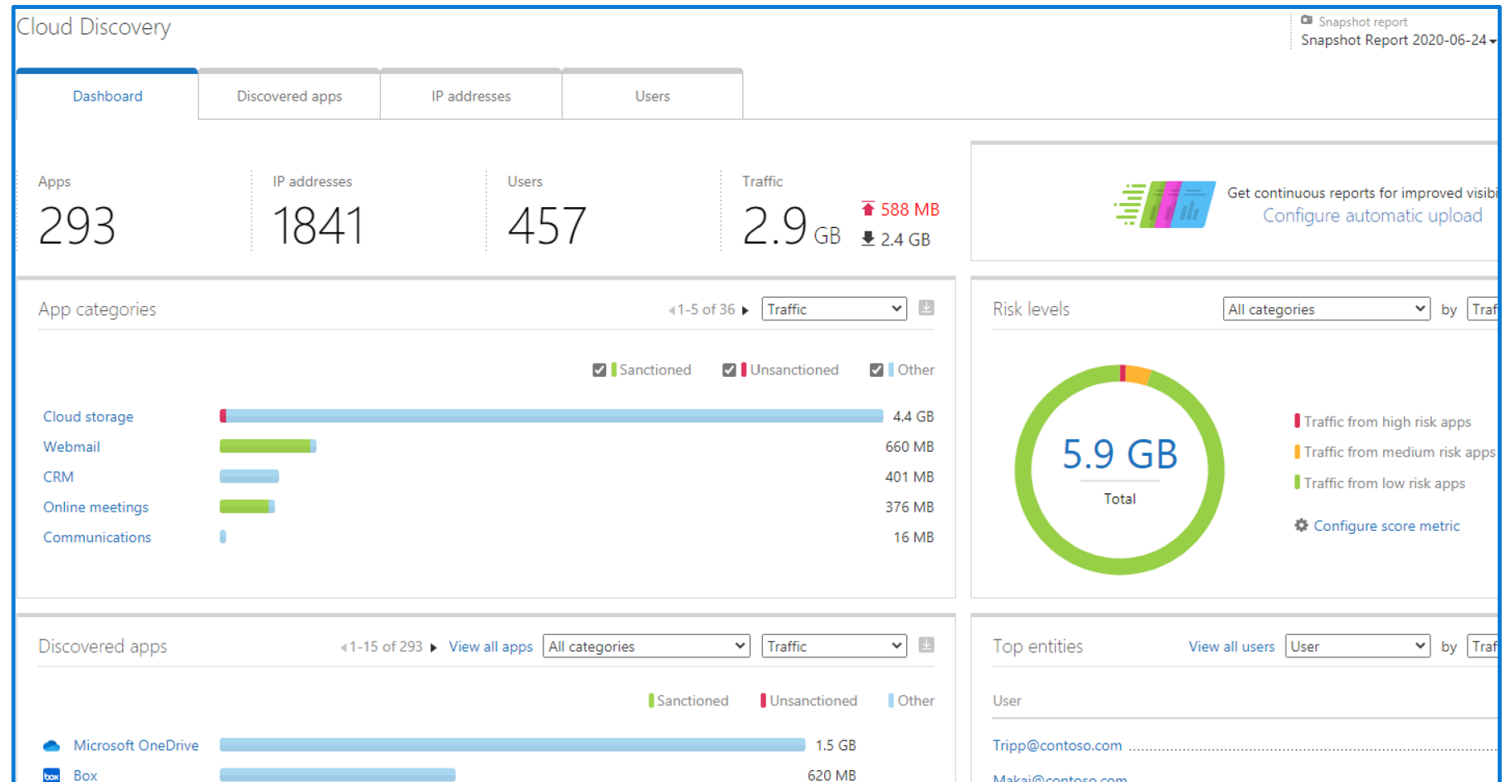 Cloud Discovery
Snapshot report
Snapshot Report 2020-06-24
Dashboard
Discovered apps
IP addresses
Users
Apps
293
IP addresses
1841
Users
457
Traffic
2.9 GB
588 MB
2.4 GB
Get continuous reports for improved visibi
Configure automatic upload
App categories
1-5 of 36
Traffic
Sanctioned
Unsanctioned
Other
Cloud storage 4.4 GB
Webmail 660 MB
CRM 401 MB
Online meetings 376 MB
Communications 16 MB
Risk levels
All categories
by
Traf
5.9 GB
Total
Traffic from high risk apps
Traffic from medium risk apps
Traffic from low risk apps
Configure score metric
Discovered apps
1-15 of 293
View all apps
All categories
Traffic
Sanctioned
Unsanctioned
Other
Microsoft OneDrive 1.5 GB
box
Box 620 MB
Top entities
View all users
User
by
Traf
User
Tripp@contoso.com
Makai@contoso.com